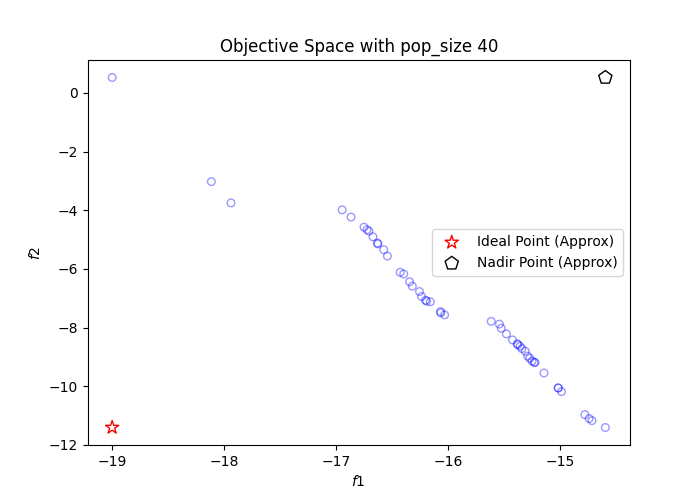 Objective Space with pop_size 40
f2
0
−2
−4
−6
−8
−10
−12
Ideal Point (Approx)
Nadir Point (Approx)
−19
−18
−17
−16
−15
f1